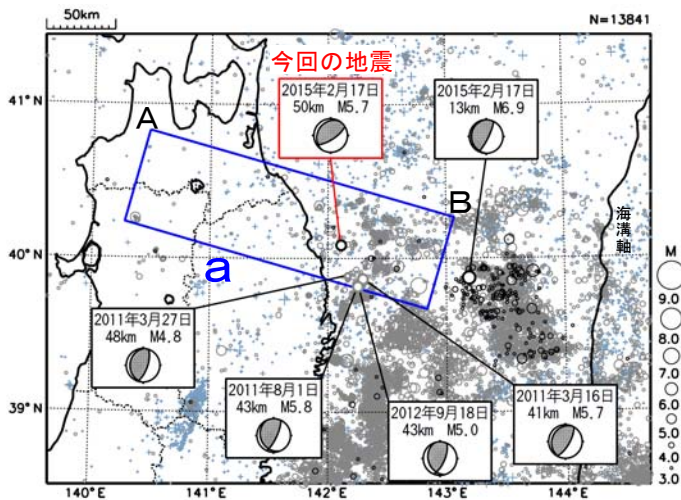 50km
N=13841
今回の地震
2015年2月17日
50km M5.7
2015年2月17日
13km M6.9
41°N
A
B
海溝軸
40°N
a
M
9.0
8.0
7.0
6.0
5.0
4.0
3.0
2011年3月27日
48km M4.8
2011年8月1日
43km M5.8
2012年9月18日
43km M5.0
2011年3月16日
41km M5.7
39°N
140°E
141°E
142°E
143°E
144°E